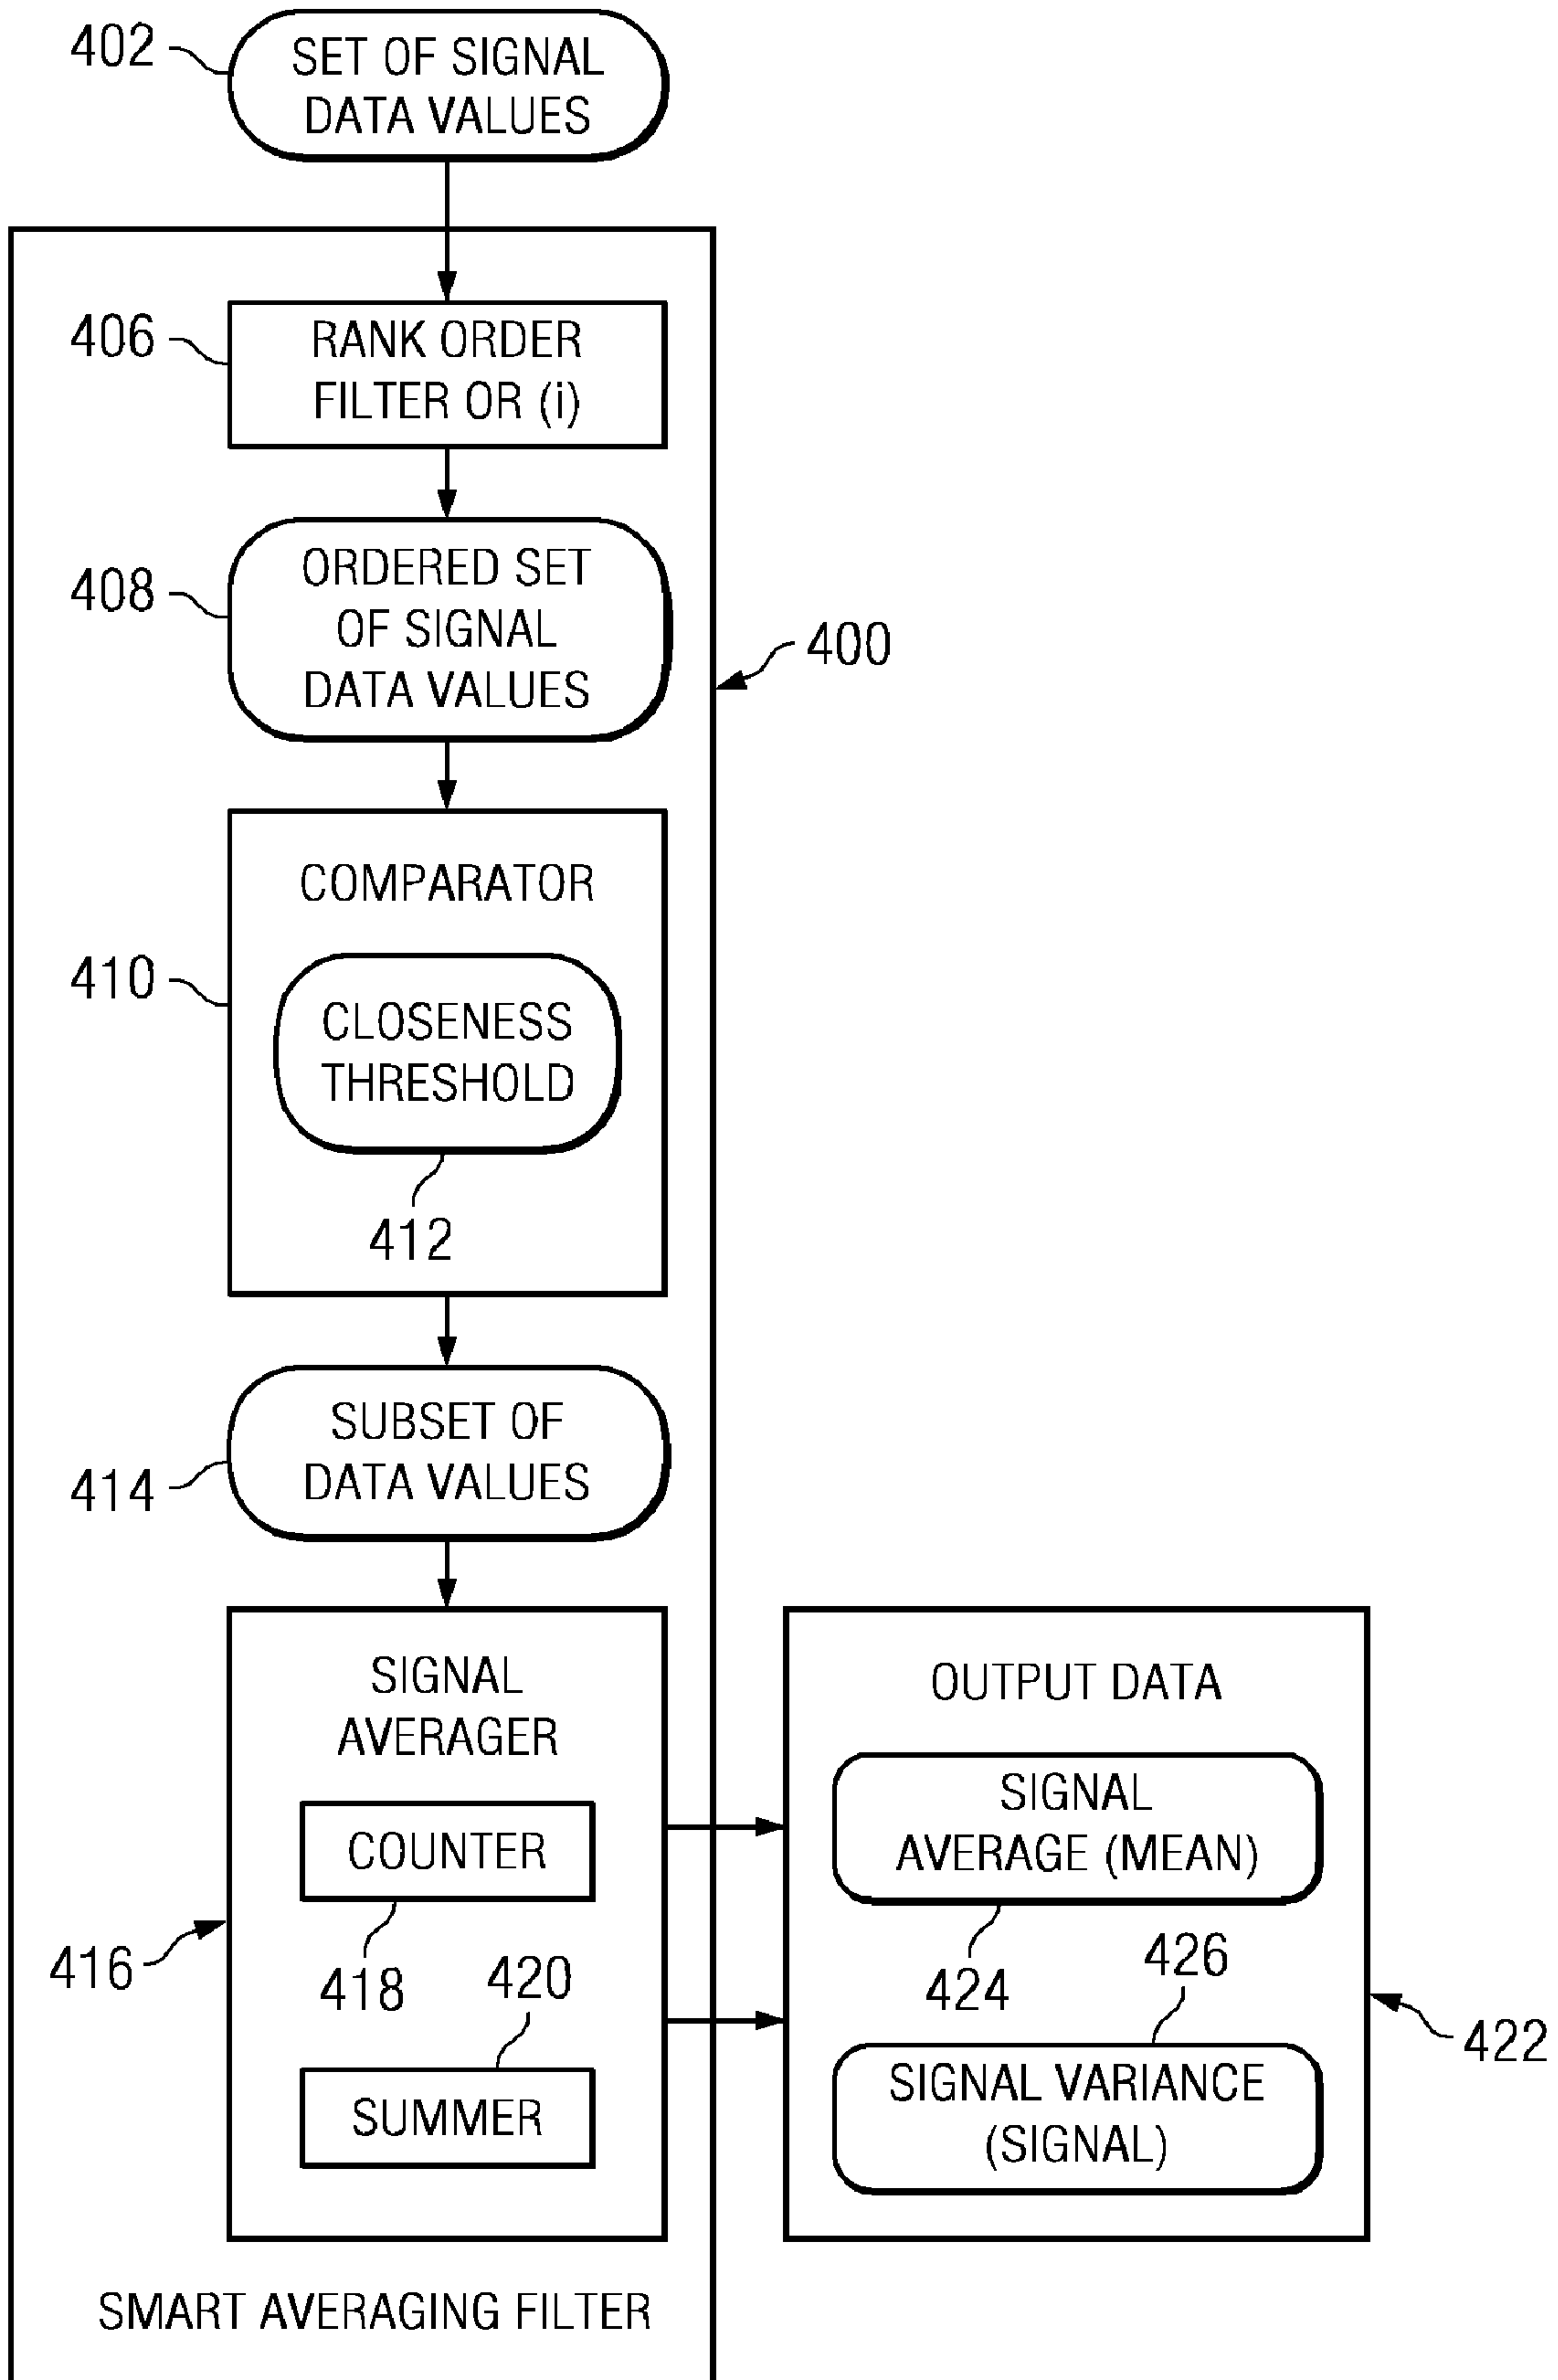 402
SET OF SIGNAL
DATA VALUES
406
RANK ORDER
FILTER OR (i)
408
ORDERED SET
OF SIGNAL
DATA VALUES
400
COMPARATOR
410
CLOSENESS
THRESHOLD
412
SUBSET OF
DATA VALUES
414
SIGNAL
AVERAGER
COUNTER
416
418
420
SUMMER
OUTPUT DATA
SIGNAL
AVERAGE (MEAN)
424
426
422
SIGNAL VARIANCE
(SIGNAL)
SMART AVERAGING FILTER